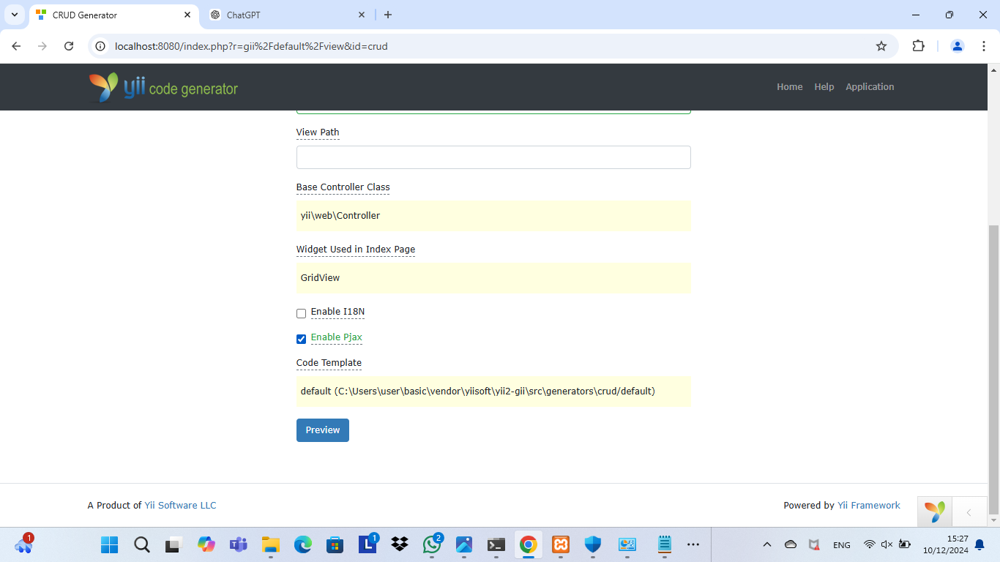 CRUD Generator
ChatGPT
localhost:8080/index.php?r=gii%2Fdefault%2Fview&id=crud
yii code generator
Home Help Application
View Path
Base Controller Class
yii\web\Controller
Widget Used in Index Page
GridView
Enable I18N
Enable Pjax
Code Template
default (C:\Users\user\basic\vendor\yiisoft\yii2-gii\src\generators\crud/default)
Preview
A Product of Yii Software LLC
Powered by Yii Framework
1
L
1
2
ENG
15:27
10/12/2024